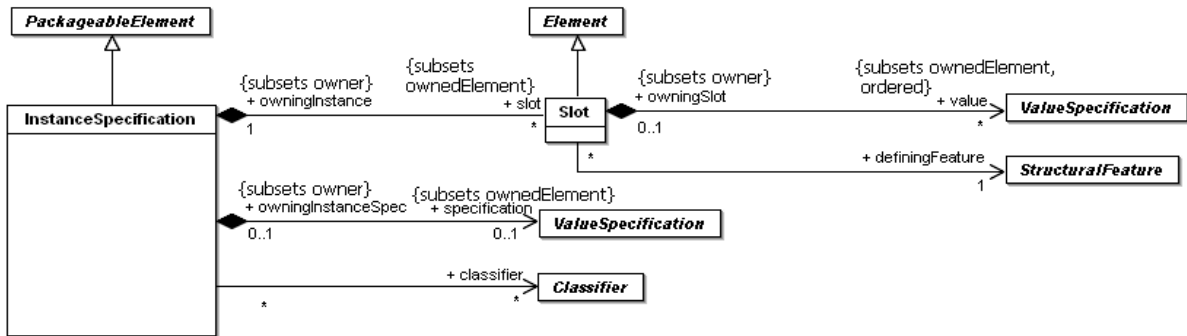 PackageableElement
Element
{subsets owner}
+ owningInstance
1
{subsets
ownedElement}
+ slot
*
{subsets owner}
+ owningSlot
0..1
{subsets ownedElement,
ordered}
+ value
*
InstanceSpecification
Slot
ValueSpecification
*
+ definingFeature
1
StructuralFeature
{subsets owner}
+ owningInstanceSpec
0..1
{subsets ownedElement}
+ specification
0..1
ValueSpecification
*
+ classifier
*
Classifier